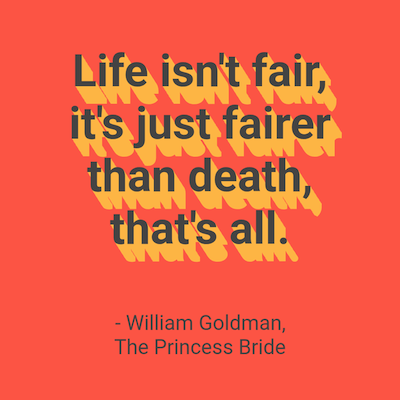 Life isn't fair,
it's just fairer
than death,
that's all.
- William Goldman,
The Princess Bride